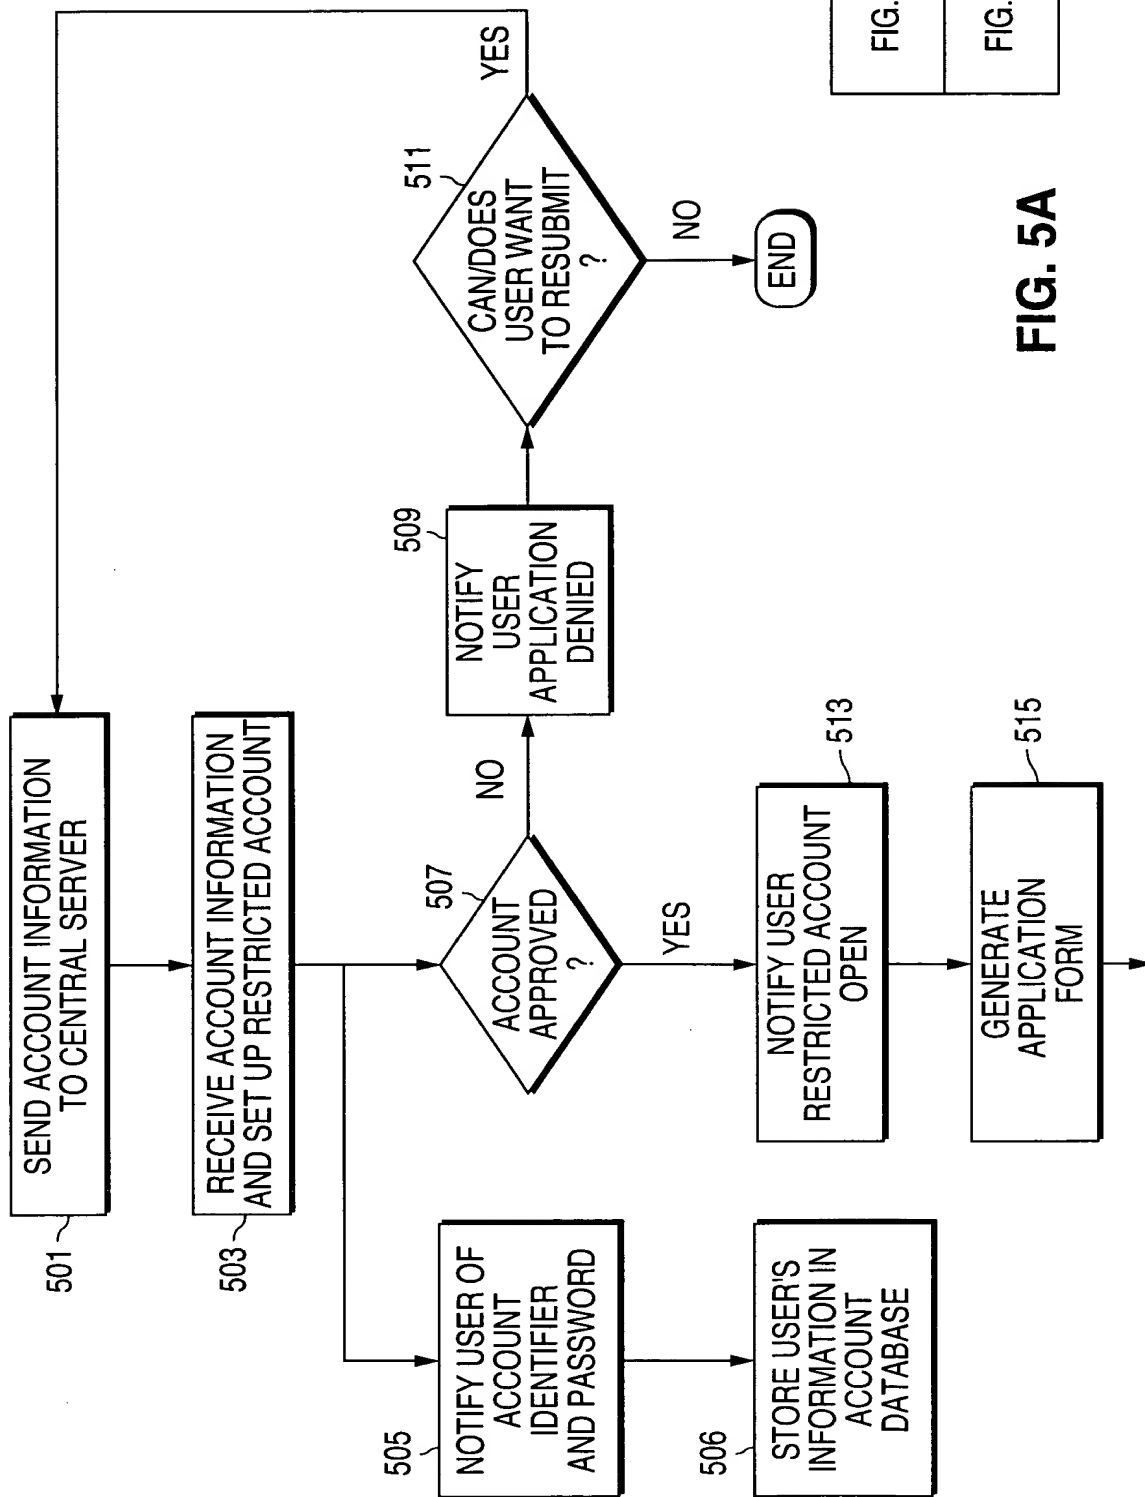 SEND ACCOUNT INFORMATION
TO CENTRAL SERVER
501
RECEIVE ACCOUNT INFORMATION
AND SET UP RESTRICTED ACCOUNT
503
NOTIFY USER OF
ACCOUNT
IDENTIFIER
AND PASSWORD
505
STORE USER'S
INFORMATION IN
ACCOUNT
DATABASE
506
ACCOUNT
APPROVED
?
507
NO
YES
NOTIFY
USER
APPLICATION
DENIED
509
CAN/DOES
USER WANT
TO RESUBMIT
?
511
YES
NO
END
NOTIFY USER
RESTRICTED ACCOUNT
OPEN
513
GENERATE
APPLICATION
FORM
515
FIG. 5A
FIG.
FIG.